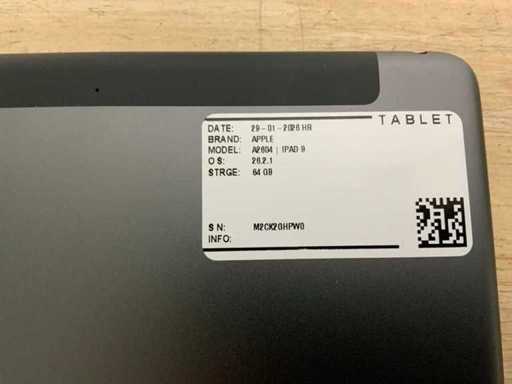 TABLET
DATE: 29-01-2026 HR
BRAND: APPLE
MODEL: A2604 | IPAD 9
OS: 26.2.1
STRGE: 64 GB
SN: M2CK2GHPW0
INFO: